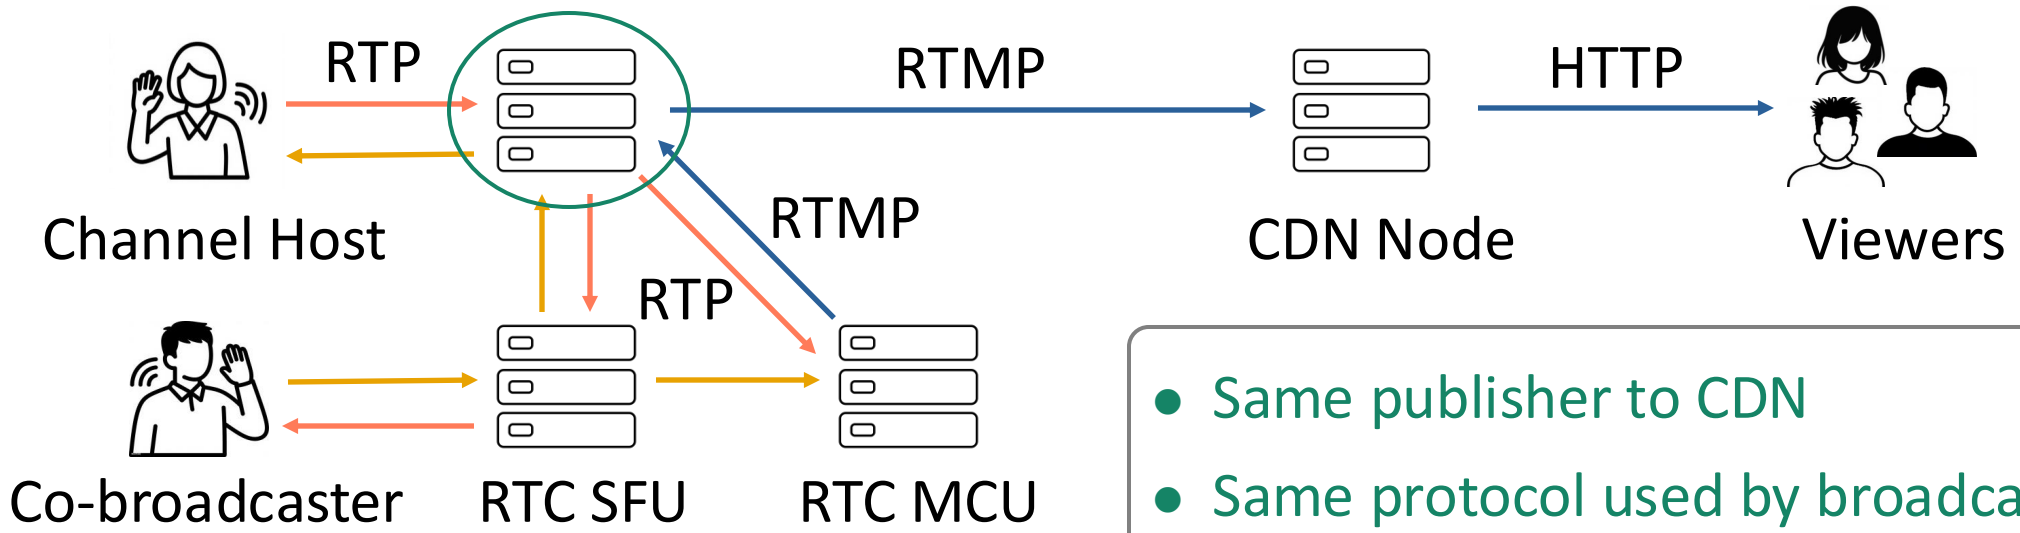 RTP
RTMP
HTTP
Channel Host
RTMP
CDN Node
Viewers
RTP
Co-broadcaster
RTC SFU
RTC MCU
● Same publisher to CDN
● Same protocol used by